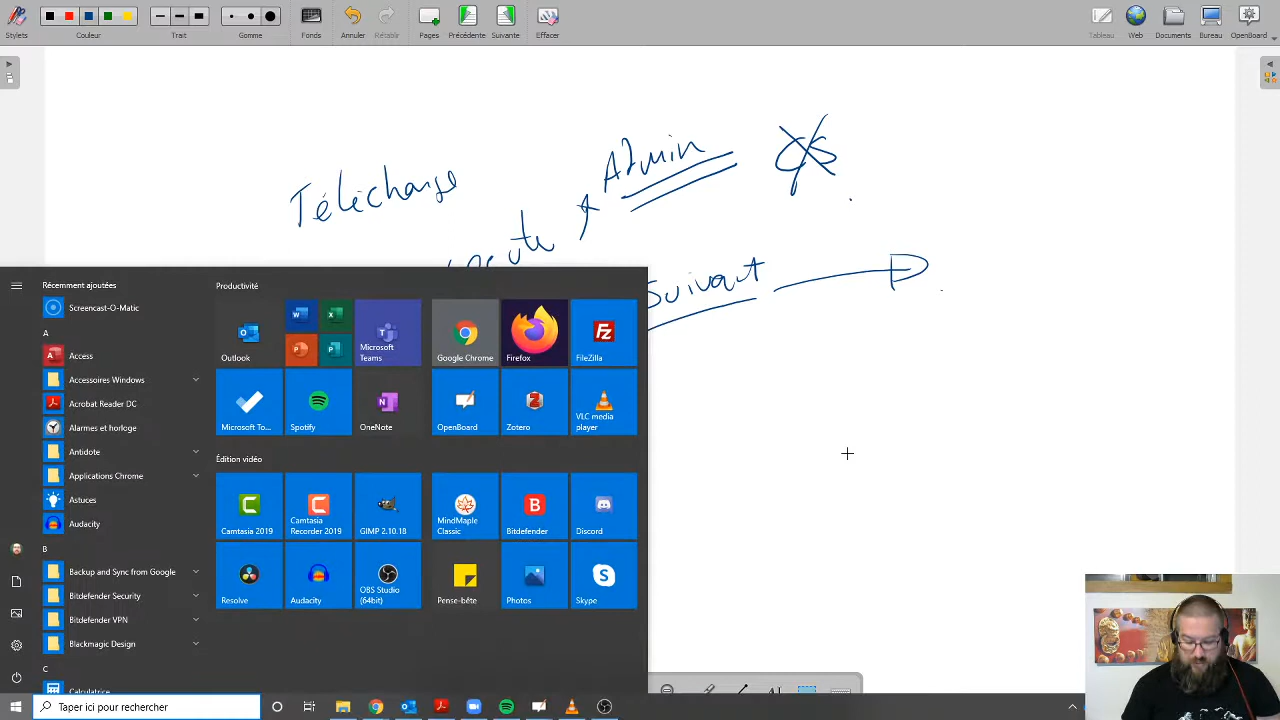 Stylets
Couleur
Trait
Gomme
Fonds
Annuler
Rétablir
Pages
Précédente
Suivante
Effacer
Tableau
Web
Documents
Bureau
OpenBoard
Télécharge
Admin
Suivant
Récemment ajoutées
Screencast-O-Matic
A
Access
Accessoires Windows
Acrobat Reader DC
Alarmes et horloge
Antidote
Applications Chrome
Astuces
Audacity
B
Backup and Sync from Google
Bitdefender Security
Bitdefender VPN
Blackmagic Design
C
Calculatrice
Productivité
Outlook
Microsoft Teams
Google Chrome
Firefox
FileZilla
Microsoft To...
Spotify
OneNote
OpenBoard
Zotero
VLC media player
Édition vidéo
Camtasia 2019
Camtasia Recorder 2019
GIMP 2.10.18
MindMaple Classic
Bitdefender
Discord
Resolve
Audacity
OBS Studio (64bit)
Pense-bête
Photos
Skype
Taper ici pour rechercher